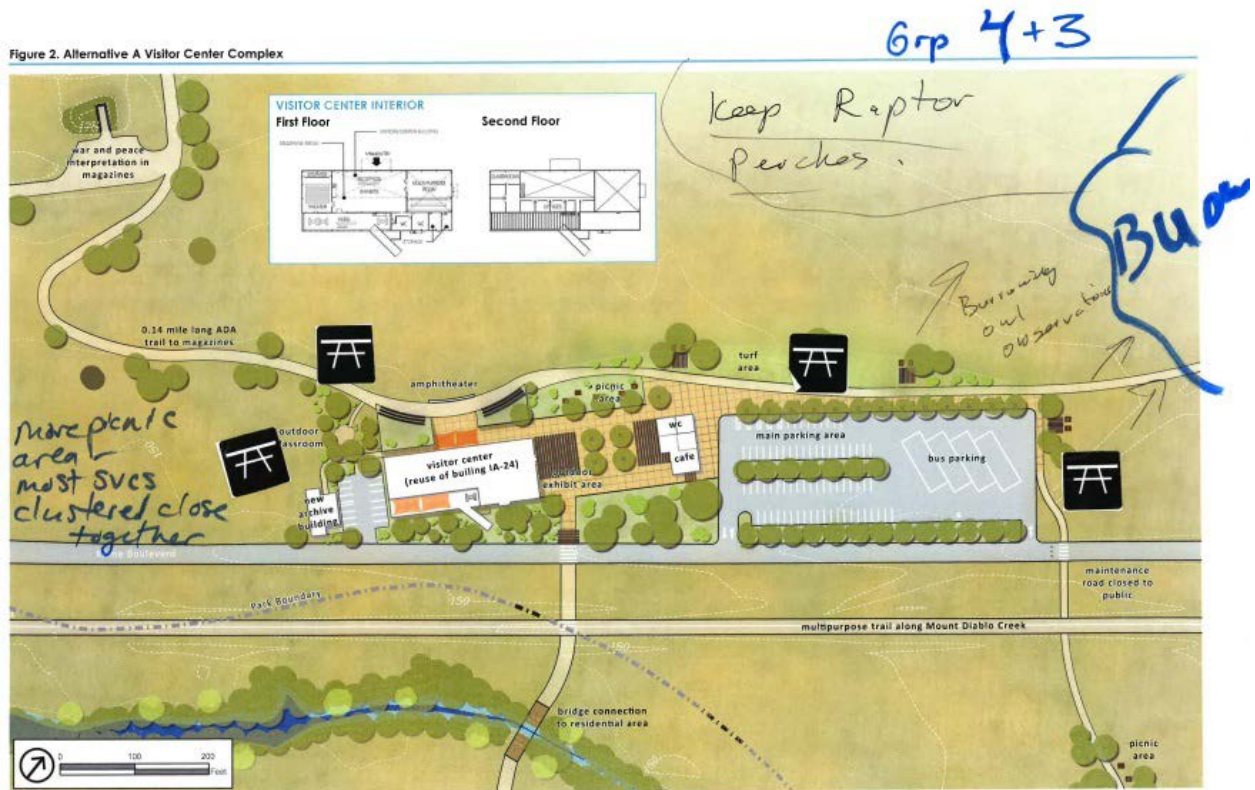 Grp 4+3
Figure 2. Alternative A Visitor Center Complex
Keep Raptor
Perches.
VISITOR CENTER INTERIOR
First Floor
Second Floor
war and peace
interpretation in
magazines
Burrowing
owl
observation
0.14 mile long ADA
trail to magazines
turf
area
amphitheater
picnic
area
More picnic
area
most svcs
clustered close
together
outdoor
classroom
wc
cafe
main parking area
bus parking
visitor center
(reuse of builing IA-24)
outdoor
exhibit area
new
archive
building
Boulevard
maintenance
road closed to
public
Park Boundary
150
multipurpose trail along Mount Diablo Creek
bridge connection
to residential area
picnic
area
0 100 200
Feet